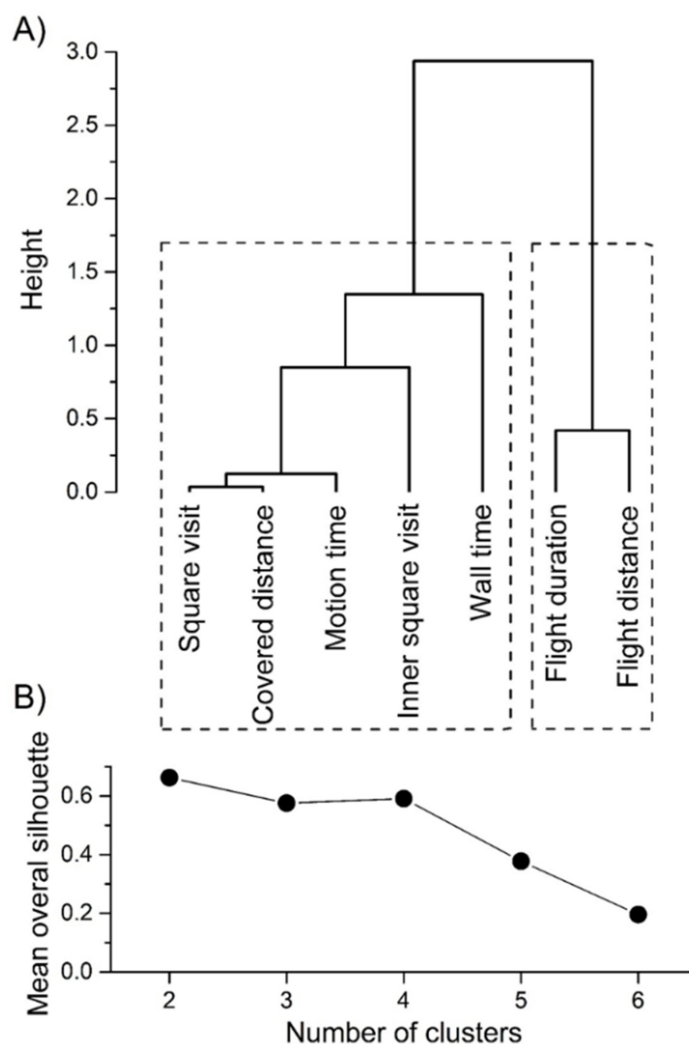 A)
Height
3.0
2.5
2.0
1.5
1.0
0.5
0.0
Square visit
Covered distance
Motion time
Inner square visit
Wall time
Flight duration
Flight distance
B)
Mean overal silhouette
0.6
0.4
0.2
0.0
2 3 4 5 6
Number of clusters